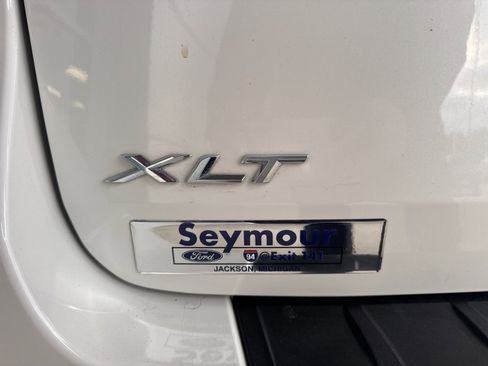 XLT
Seymour
Ford 94 @Exit 141
JACKSON, MICHIGAN